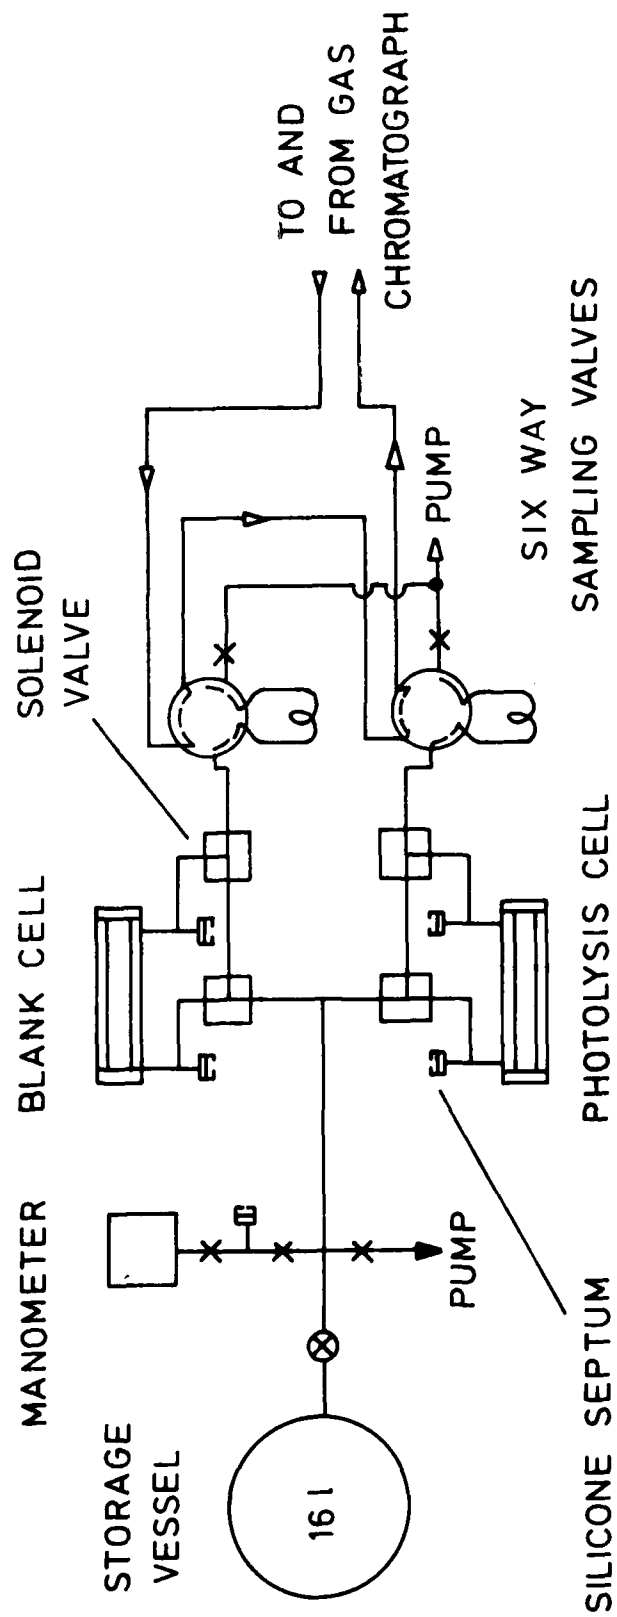 STORAGE
VESSEL
16 l
MANOMETER
PUMP
SILICONE SEPTUM
BLANK CELL
PHOTOLYSIS CELL
SOLENOID
VALVE
PUMP
SIX WAY
SAMPLING VALVES
TO AND
FROM GAS
CHROMATOGRAPH